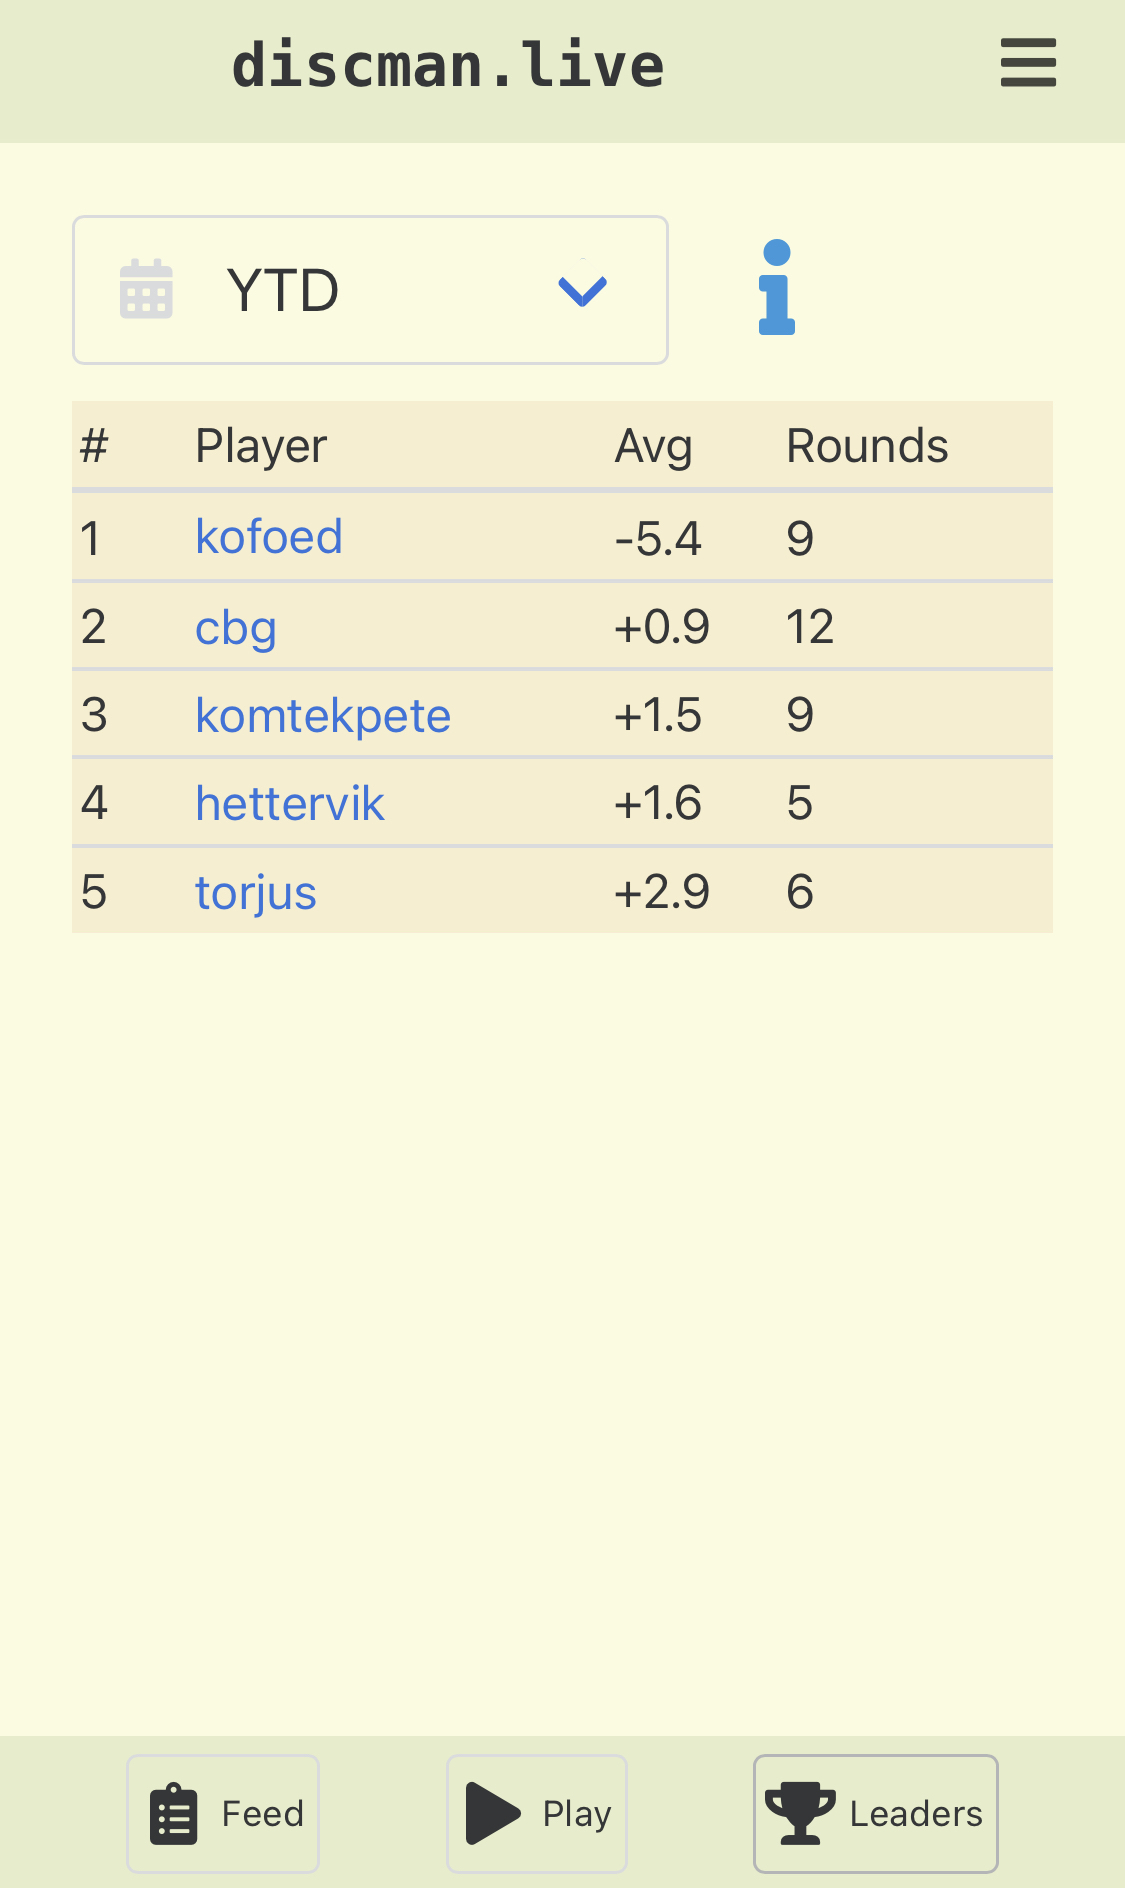 discman.live
YTD
# Player Avg Rounds
1 kofoed -5.4 9
2 cbg +0.9 12
3 komtekpete +1.5 9
4 hettervik +1.6 5
5 torjus +2.9 6
Feed Play Leaders